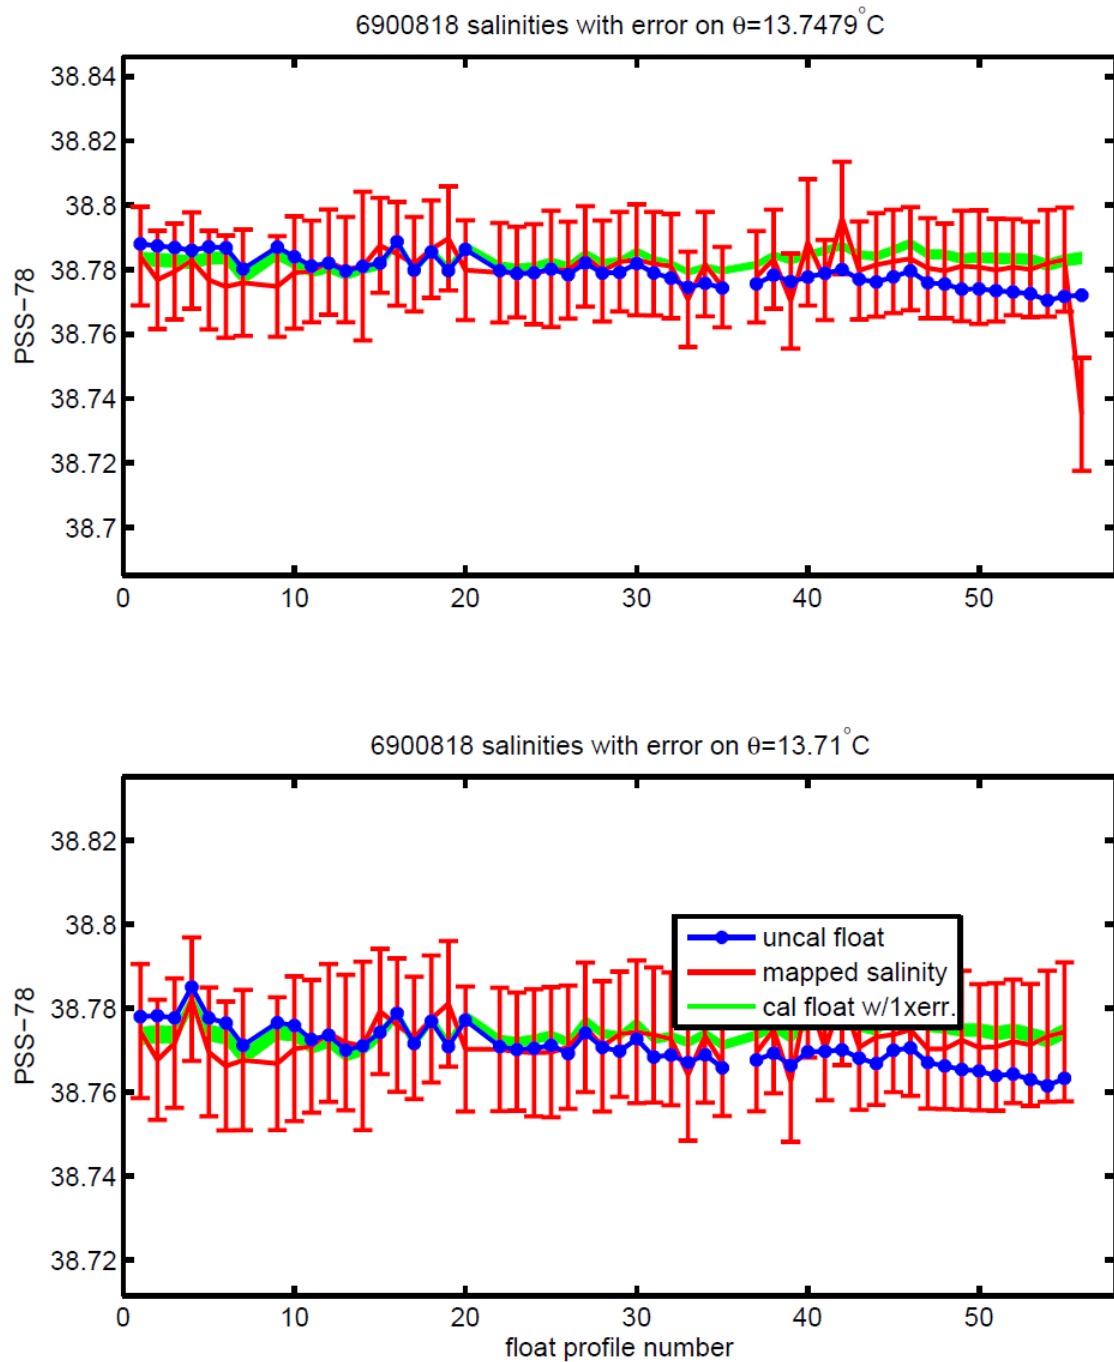 6900818 salinities with error on θ=13.7479°C
38.84
38.82
38.8
38.78
38.76
38.74
38.72
38.7
PSS−78
0 10 20 30 40 50
6900818 salinities with error on θ=13.71°C
38.82
38.8
38.78
38.76
38.74
38.72
PSS−78
uncal float
mapped salinity
cal float w/1xerr.
0 10 20 30 40 50
float profile number